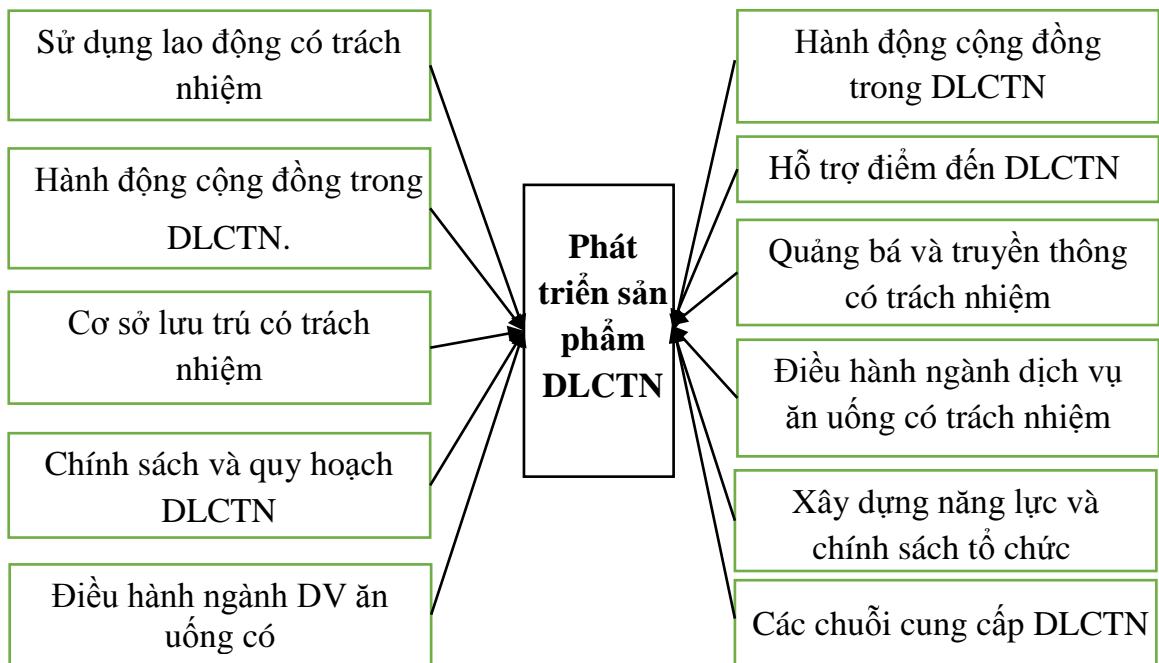 Sử dụng lao động có trách
nhiệm
Hành động cộng đồng trong
DLCTN.
Cơ sở lưu trú có trách
nhiệm
Chính sách và quy hoạch
DLCTN
Điều hành ngành DV ăn
uống có
Phát
triển sản
phẩm
DLCTN
Hành động cộng đồng
trong DLCTN
Hỗ trợ điểm đến DLCTN
Quảng bá và truyền thông
có trách nhiệm
Điều hành ngành dịch vụ
ăn uống có trách nhiệm
Xây dựng năng lực và
chính sách tổ chức
Các chuỗi cung cấp DLCTN